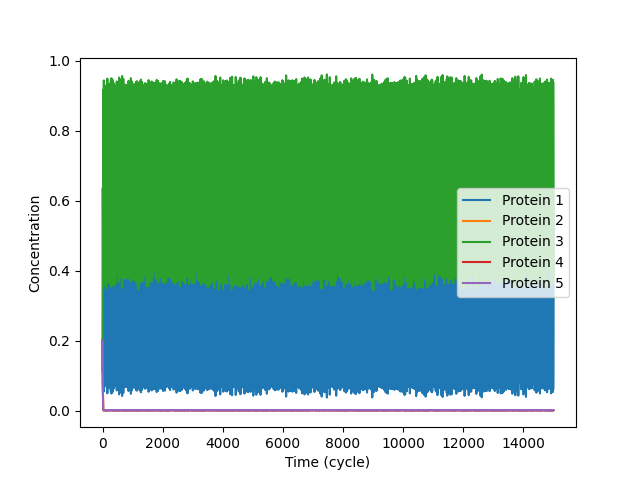 1.0
0.8
0.6
0.4
0.2
0.0
Concentration
Protein 1
Protein 2
Protein 3
Protein 4
Protein 5
0 2000 4000 6000 8000 10000 12000 14000
Time (cycle)